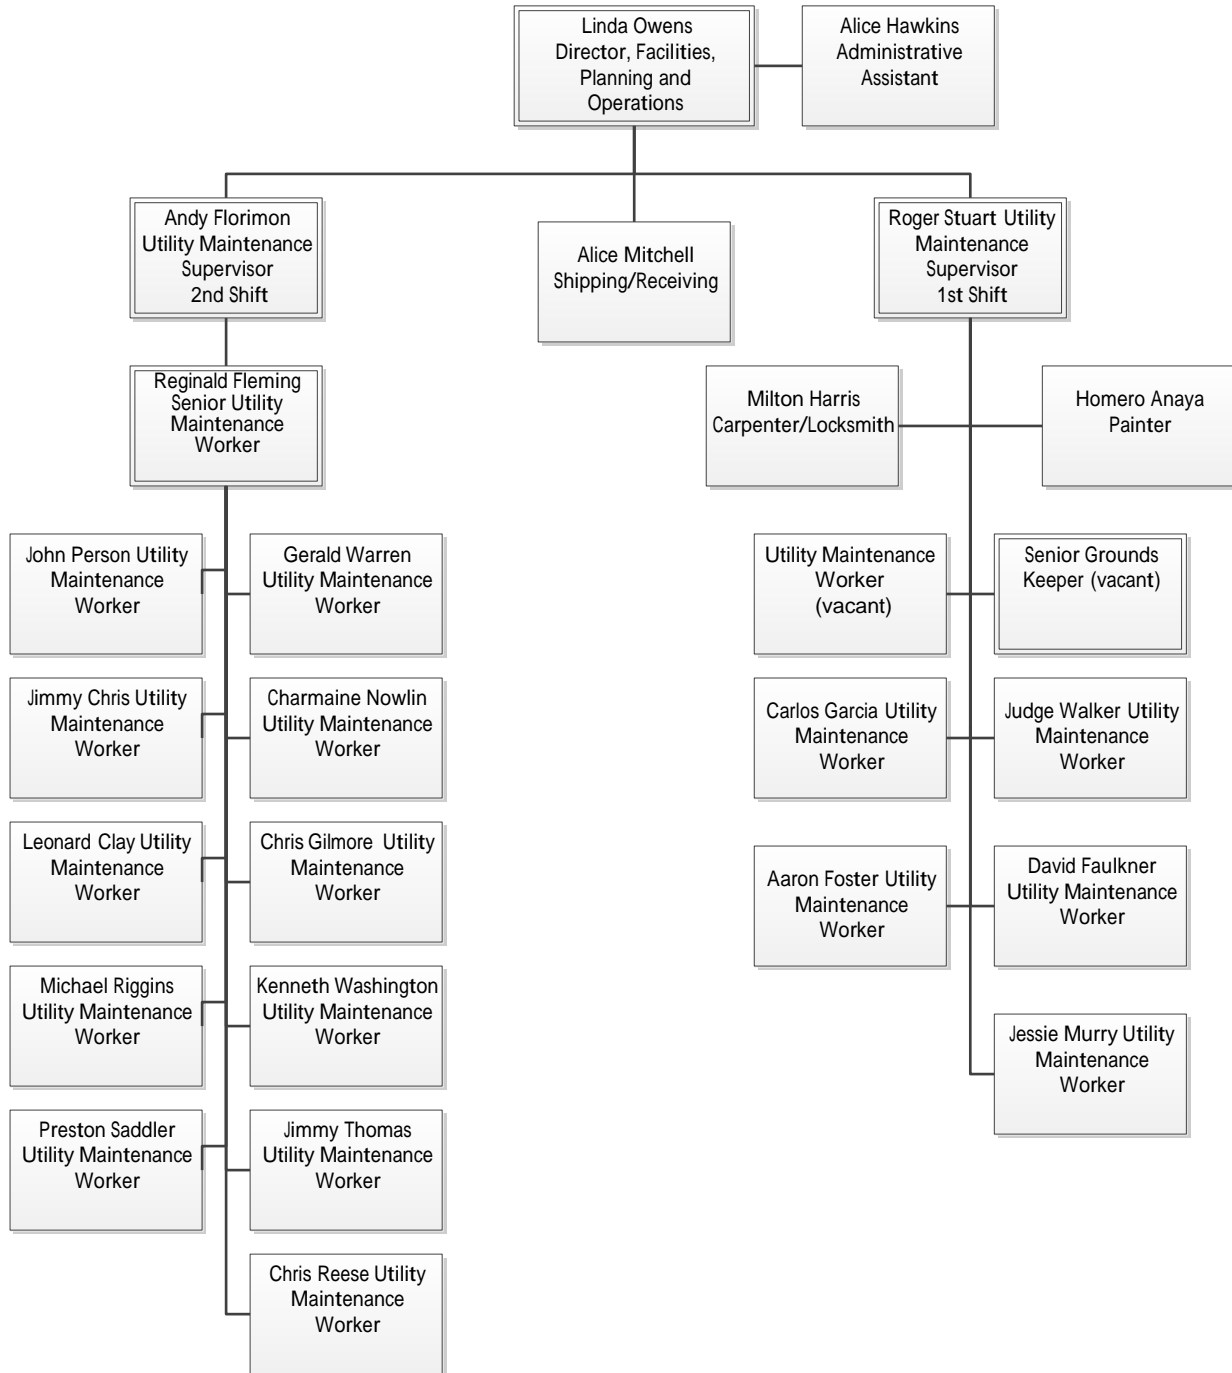 Linda Owens
Director, Facilities,
Planning and
Operations
Alice Hawkins
Administrative
Assistant
Andy Florimon
Utility Maintenance
Supervisor
2nd Shift
Alice Mitchell
Shipping/Receiving
Roger Stuart Utility
Maintenance
Supervisor
1st Shift
Reginald Fleming
Senior Utility
Maintenance
Worker
Milton Harris
Carpenter/Locksmith
Homero Anaya
Painter
John Person Utility
Maintenance
Worker
Gerald Warren
Utility Maintenance
Worker
Utility Maintenance
Worker
(vacant)
Senior Grounds
Keeper (vacant)
Jimmy Chris Utility
Maintenance
Worker
Charmaine Nowlin
Utility Maintenance
Worker
Carlos Garcia Utility
Maintenance
Worker
Judge Walker Utility
Maintenance
Worker
Leonard Clay Utility
Maintenance
Worker
Chris Gilmore Utility
Maintenance
Worker
Aaron Foster Utility
Maintenance
Worker
David Faulkner
Utility Maintenance
Worker
Michael Riggins
Utility Maintenance
Worker
Kenneth Washington
Utility Maintenance
Worker
Jessie Murry Utility
Maintenance
Worker
Preston Saddler
Utility Maintenance
Worker
Jimmy Thomas
Utility Maintenance
Worker
Chris Reese Utility
Maintenance
Worker